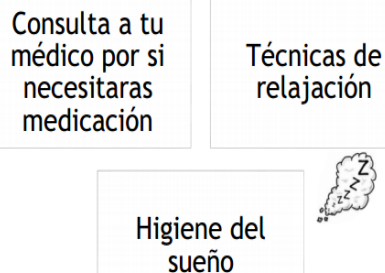 Consulta a tu
médico por si
necesitaras
medicación
Técnicas de
relajación
Z
Z
Z
z
Higiene del
sueño